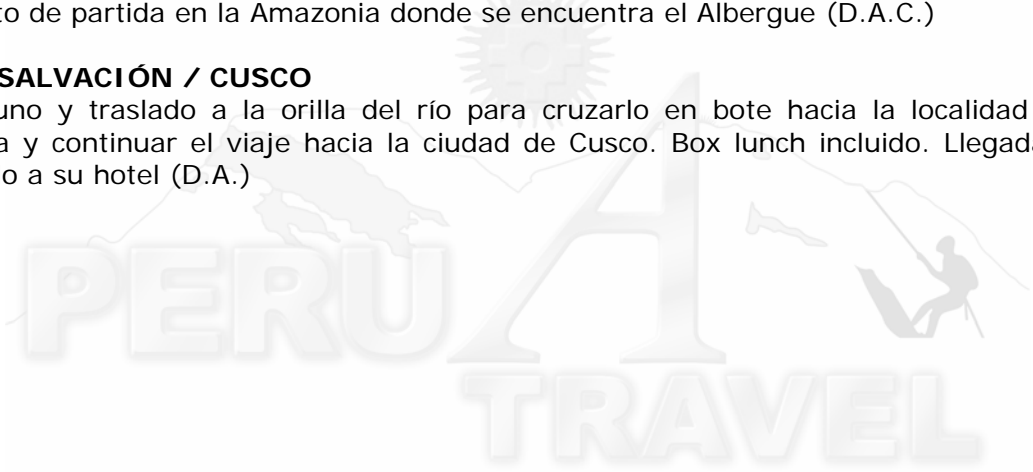 to de partida en la Amazonia donde se encuentra el Albergue (D.A.C.)
SALVACIÓN / CUSCO
uno y traslado a la orilla del río para cruzarlo en bote hacia la localidad
a y continuar el viaje hacia la ciudad de Cusco. Box lunch incluido. Llegada
o a su hotel (D.A.)
PERU A
TRAVEL